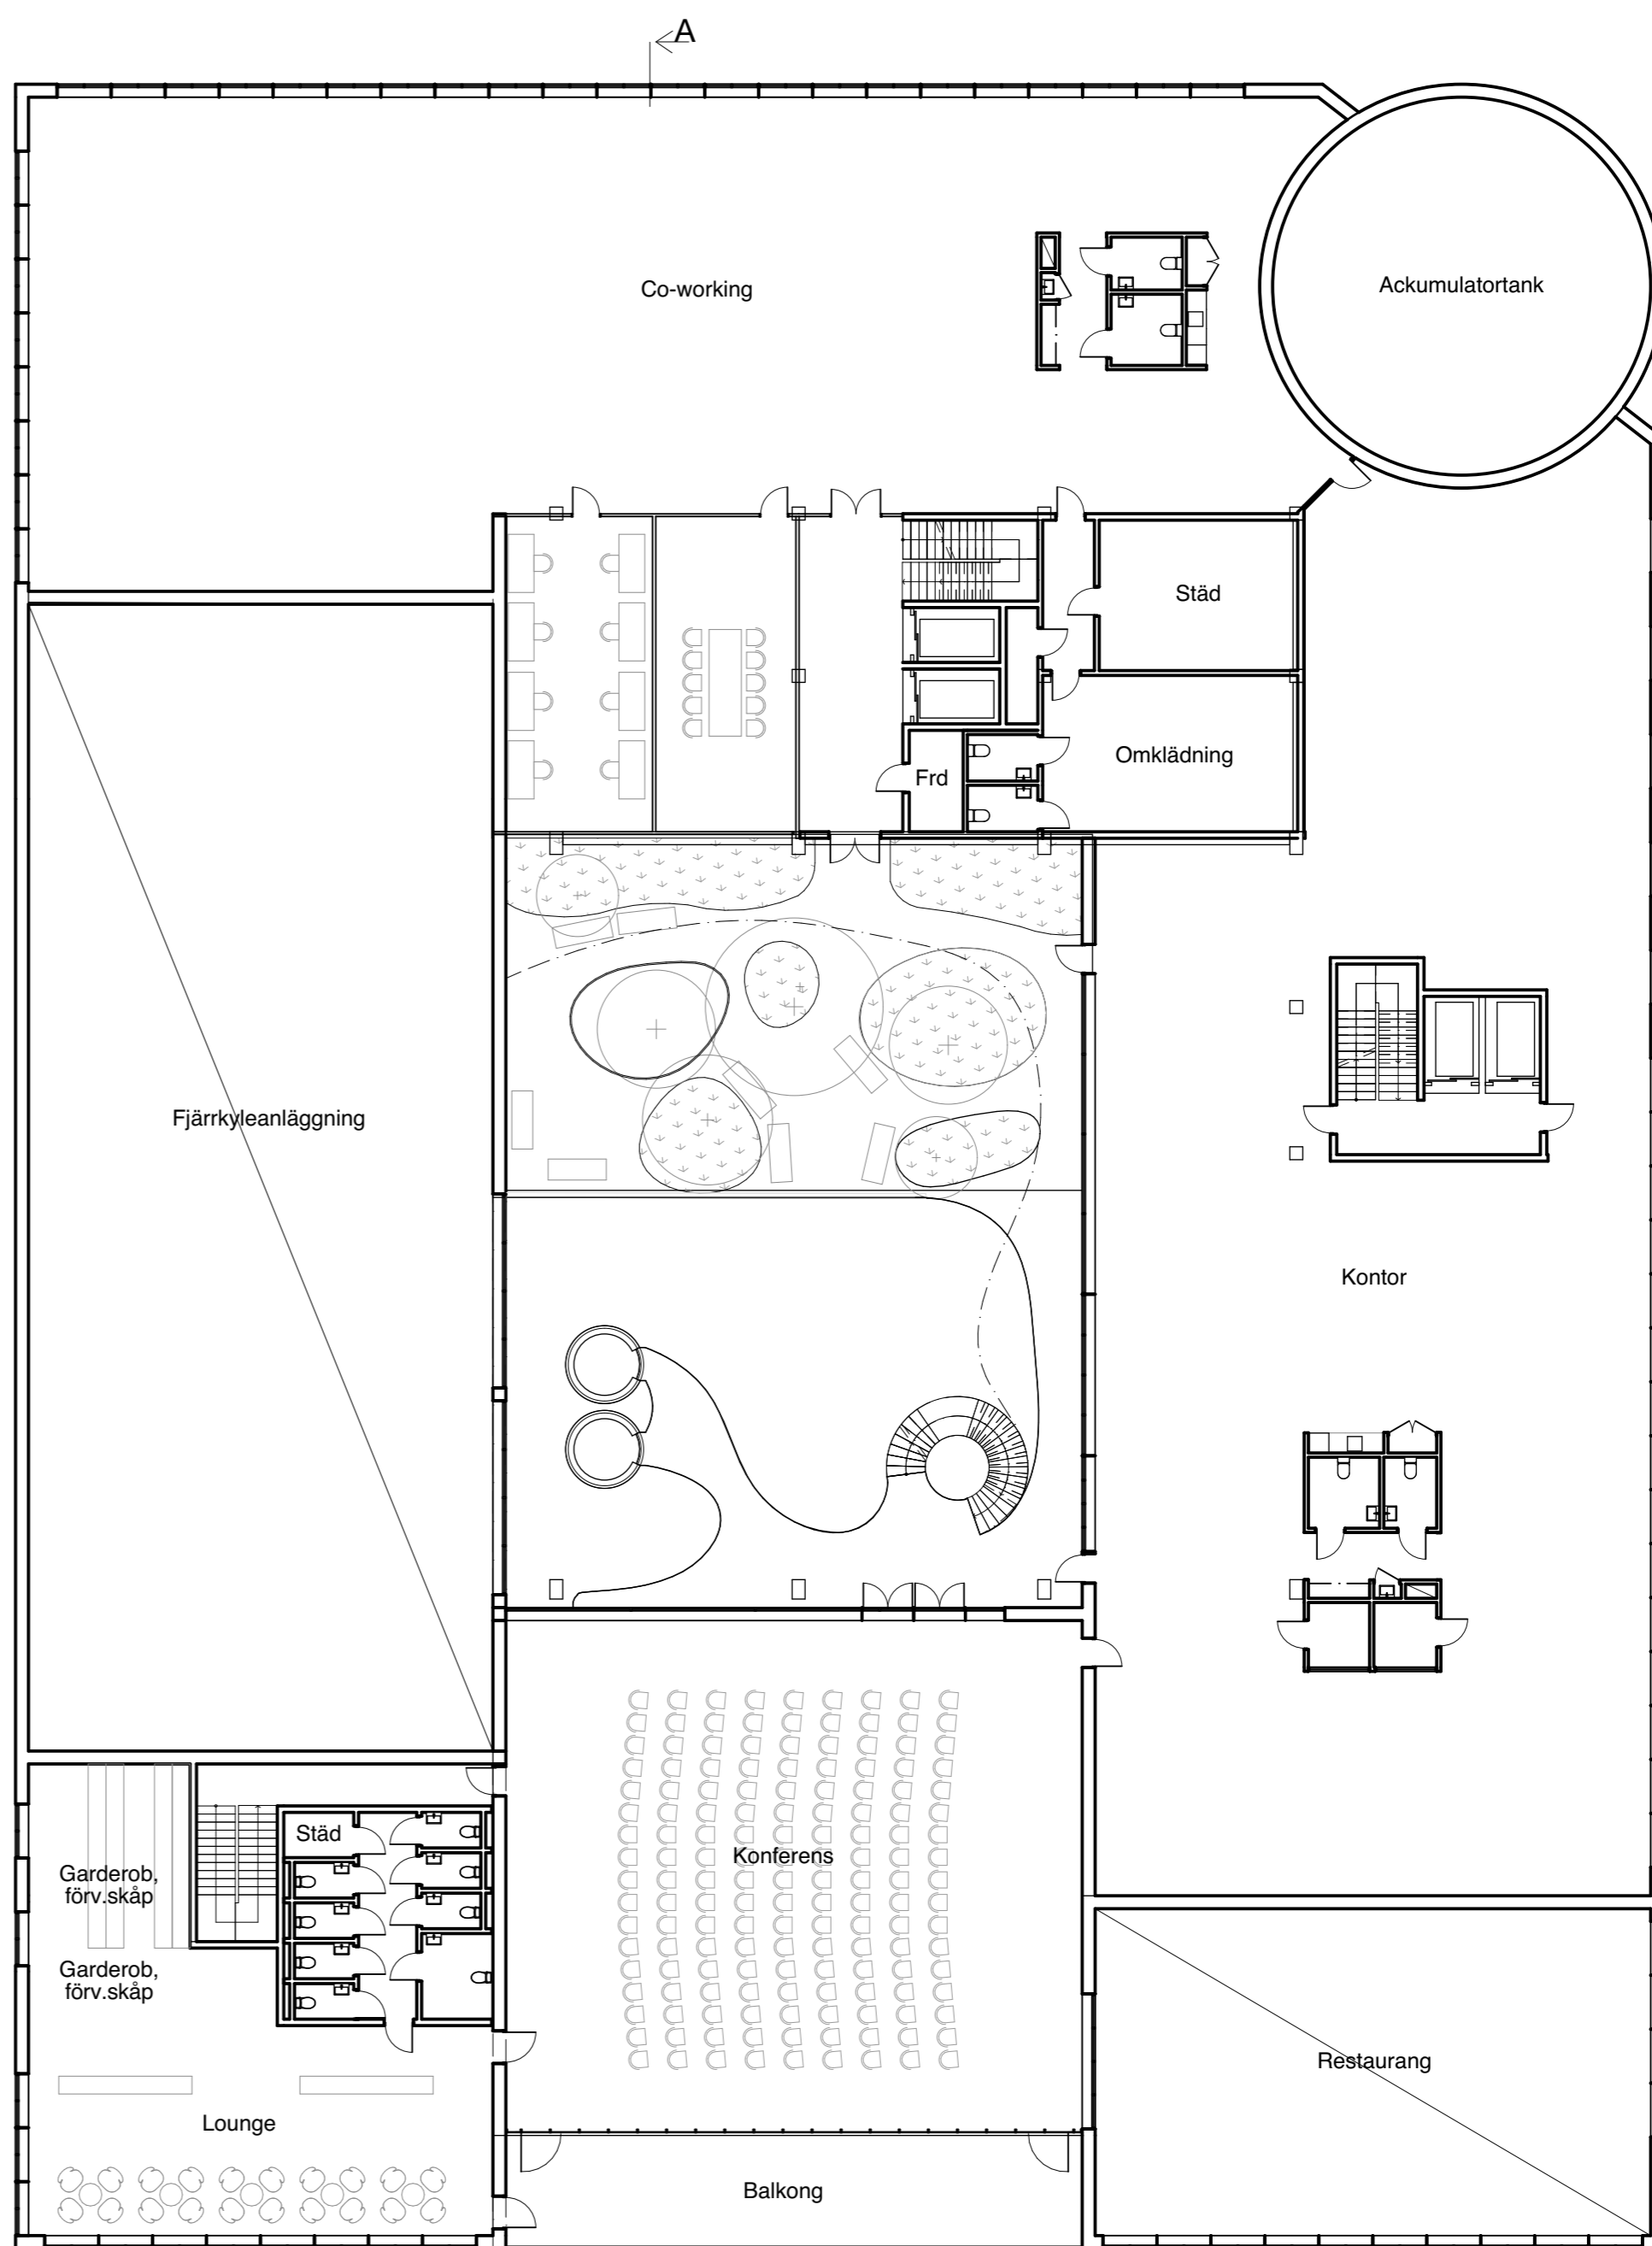 A
Co-working
Ackumulatortank
Städ
Omklädning
Frd
Fjärrkyleanläggning
Kontor
Städ
Garderob,
förv.skåp
Konferens
Garderob,
förv.skåp
Restaurang
Lounge
Balkong